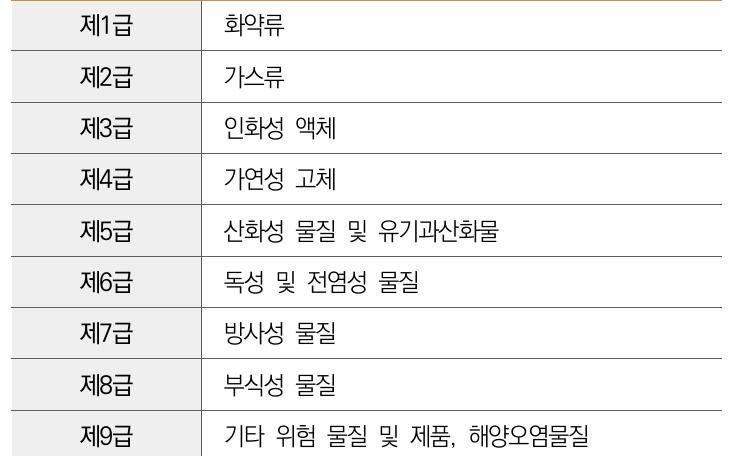 제1급 화약류
제2급 가스류
제3급 인화성 액체
제4급 가연성 고체
제5급 산화성 물질 및 유기과산화물
제6급 독성 및 전염성 물질
제7급 방사성 물질
제8급 부식성 물질
제9급 기타 위험 물질 및 제품, 해양오염물질